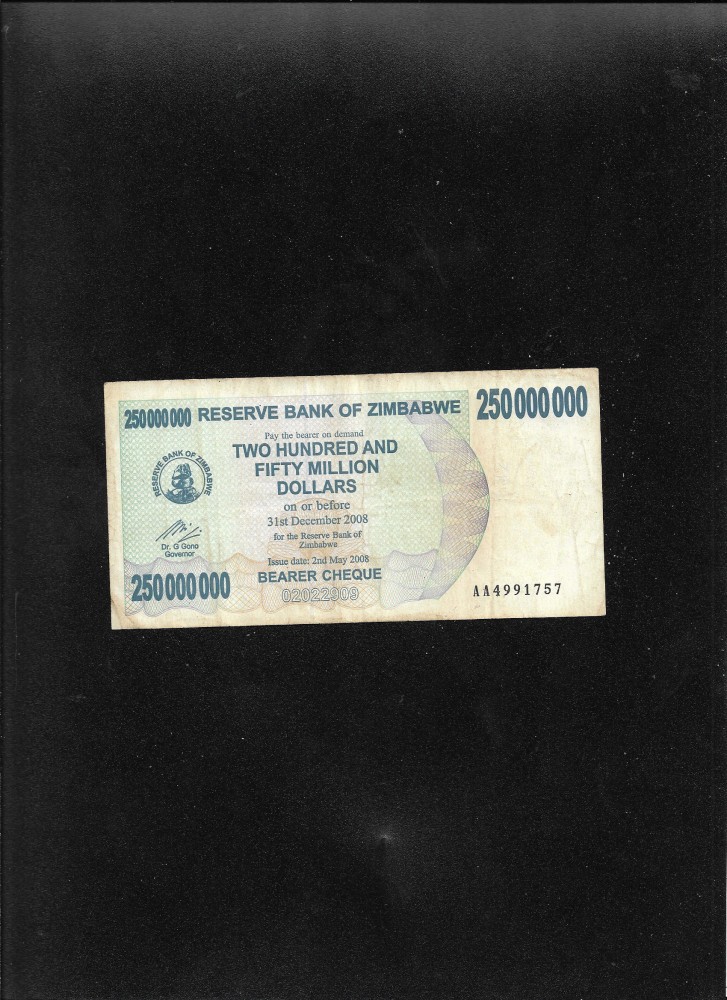 250000000 RESERVE BANK OF ZIMBABWE 250000000
Pay the bearer on demand
TWO HUNDRED AND
FIFTY MILLION
DOLLARS
on or before
31st December 2008
for the Reserve Bank of
Zimbabwe
RESERVE BANK OF ZIMBABWE
Dr. G Gono
Governor
Issue date: 2nd May 2008
250000000 BEARER CHEQUE
02022909
AA4991757